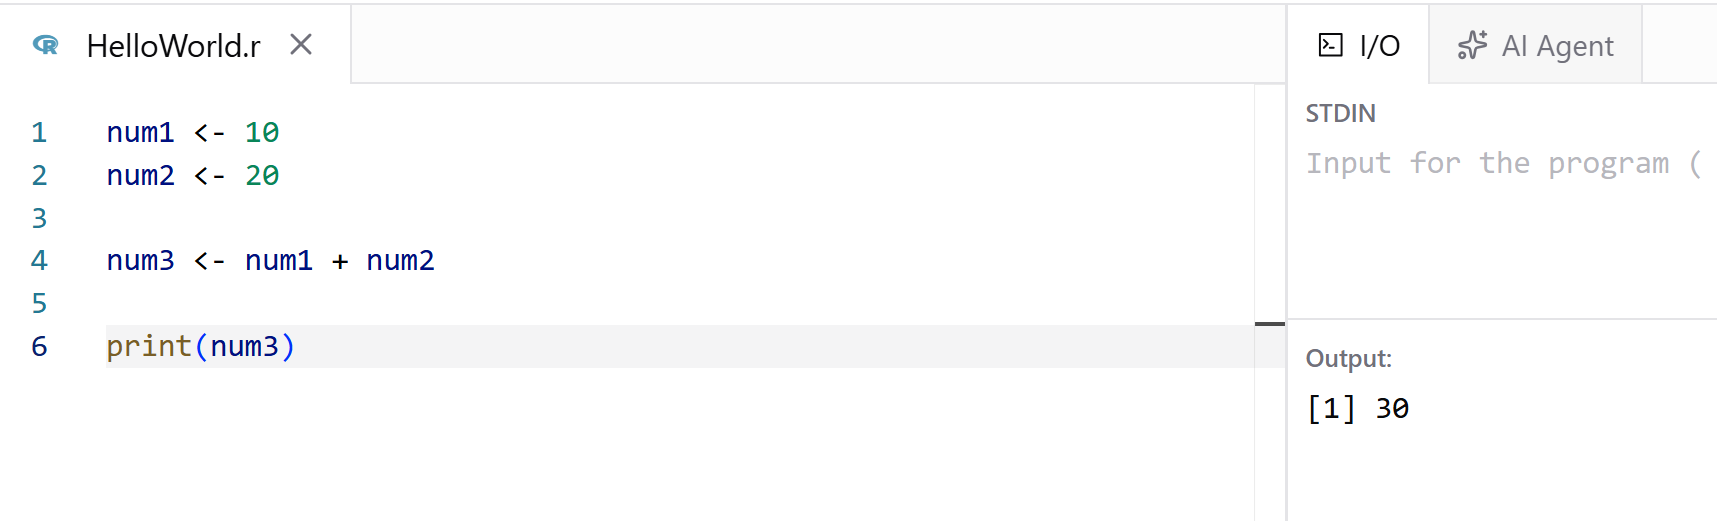 HelloWorld.r
I/O
AI Agent
1 num1 <- 10
2 num2 <- 20
3
4 num3 <- num1 + num2
5
6 print(num3)
STDIN
Input for the program (
Output:
[1] 30